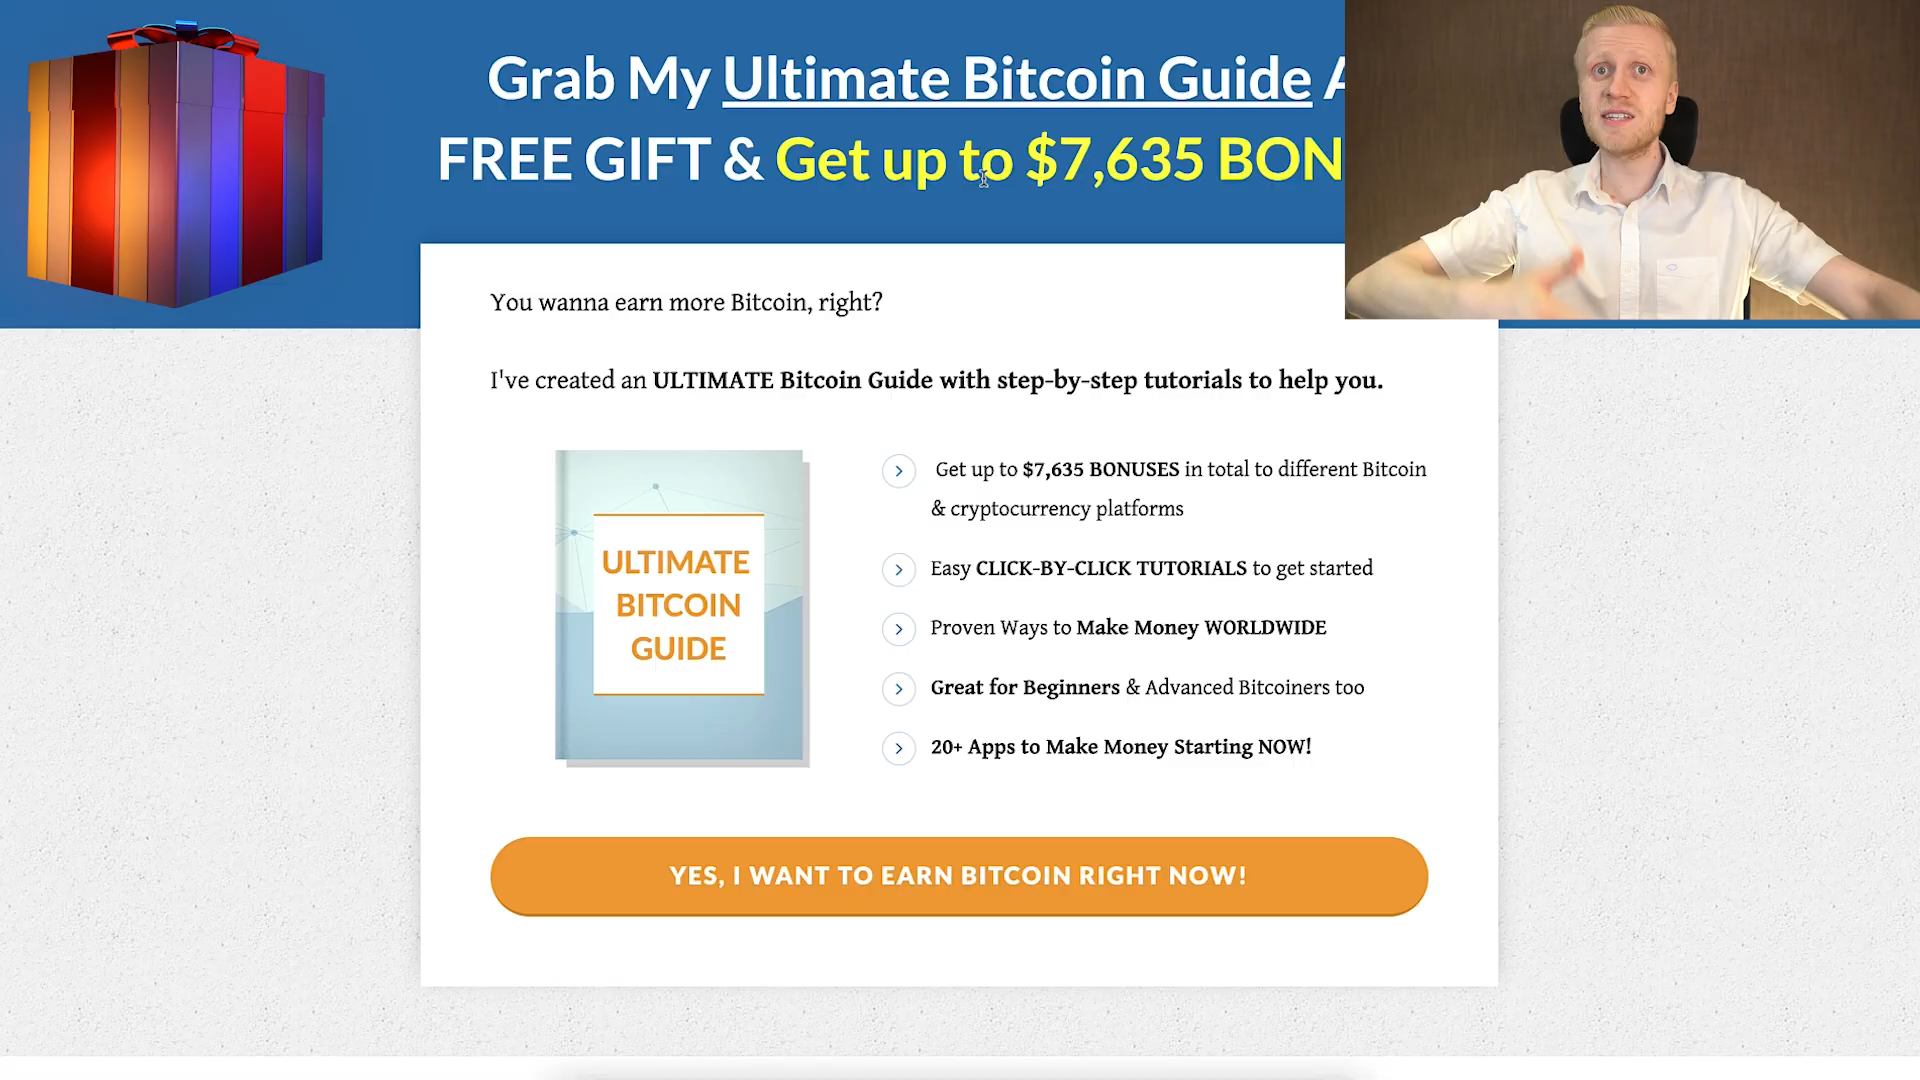 Grab My Ultimate Bitcoin Guide A
FREE GIFT & Get up to $7,635 BON
You wanna earn more Bitcoin, right?
I've created an ULTIMATE Bitcoin Guide with step-by-step tutorials to help you.
ULTIMATE
BITCOIN
GUIDE
Get up to $7,635 BONUSES in total to different Bitcoin
& cryptocurrency platforms
Easy CLICK-BY-CLICK TUTORIALS to get started
Proven Ways to Make Money WORLDWIDE
Great for Beginners & Advanced Bitcoiners too
20+ Apps to Make Money Starting NOW!
YES, I WANT TO EARN BITCOIN RIGHT NOW!